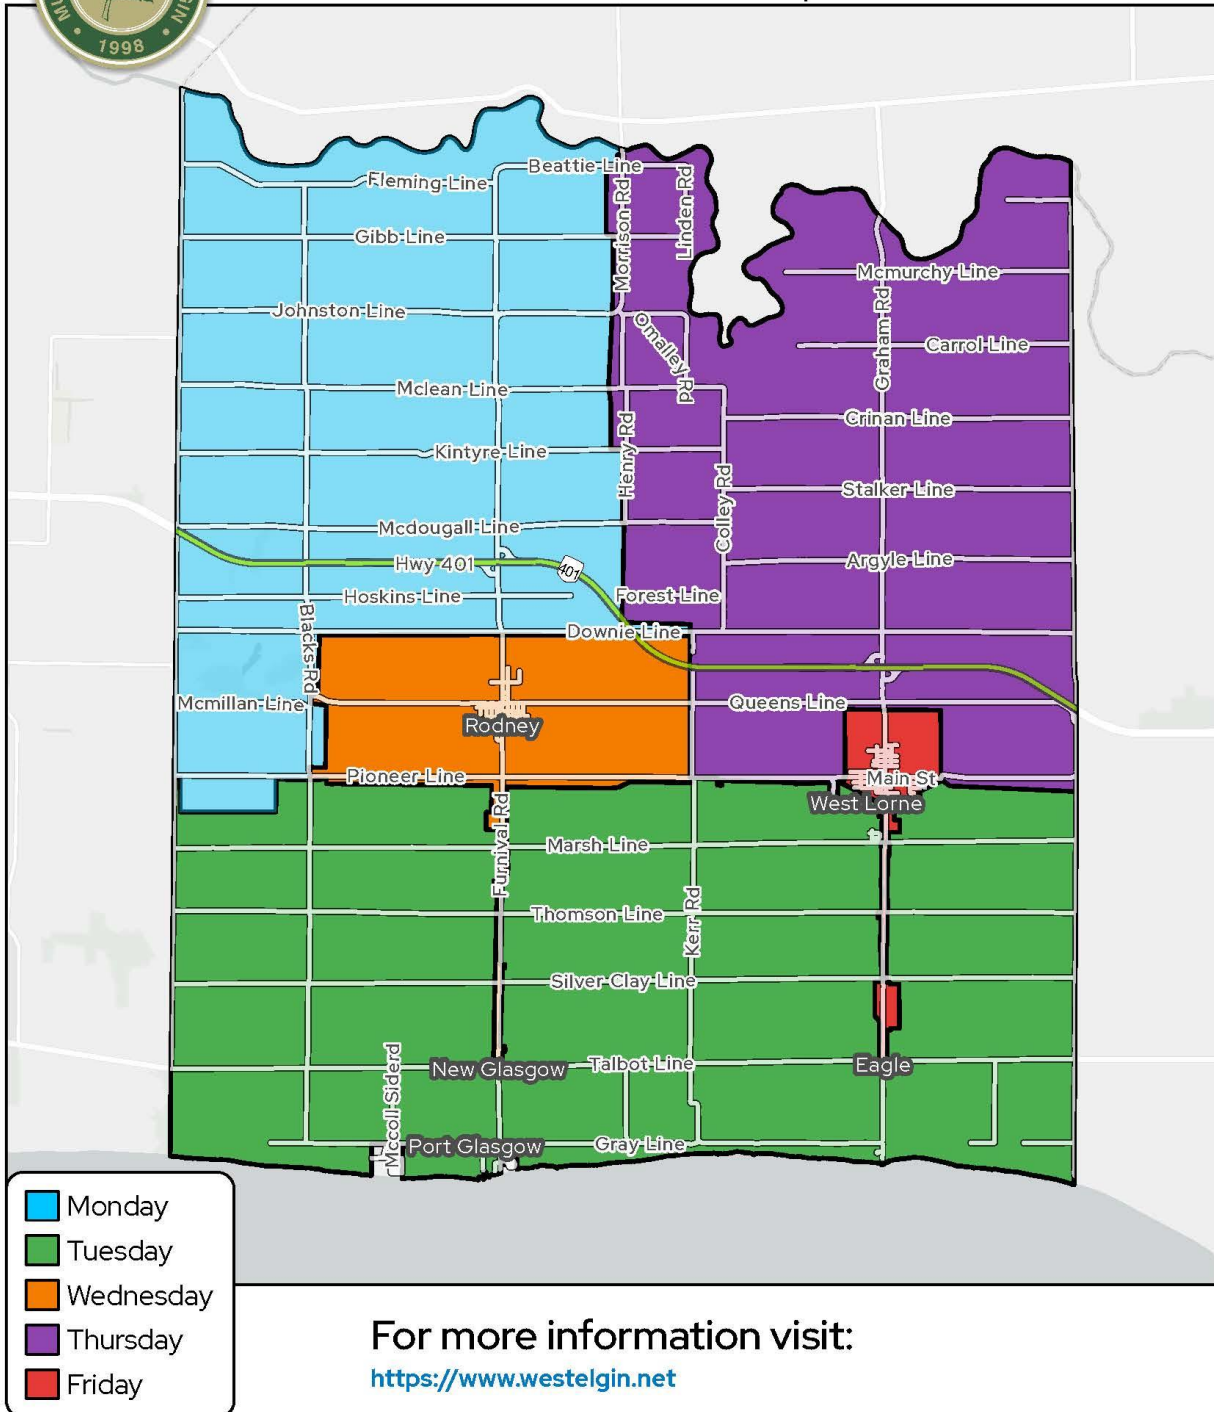 1998
Beattie Line
Fleming Line
Morrison Rd
Linden Rd
Gibb Line
Mcmurchy Line
Johnston Line
Omalley Rd
Graham Rd
Carrol Line
Mclean Line
Crinan Line
Kintyre Line
Henry Rd
Colley Rd
Stalker Line
Mcdougall Line
Hwy 401
401
Argyle Line
Hoskins Line
Forest Line
Blacks Rd
Downie Line
Mcmillan Line
Queens Line
Rodney
Pioneer Line
Main St
West Lorne
Furnival Rd
Marsh Line
Thomson Line
Kerr Rd
Silver Clay Line
Mccoll Siderd
New Glasgow
Talbot Line
Eagle
Port Glasgow
Gray Line
Monday
Tuesday
Wednesday
Thursday
Friday
For more information visit:
https://www.westelgin.net